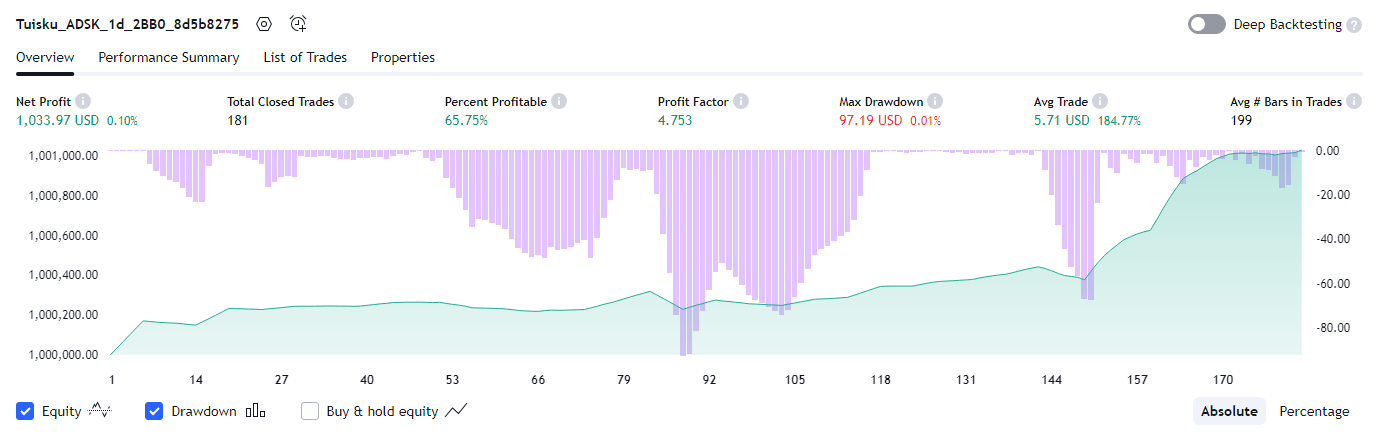 Tuisku_ADSK_1d_2BB0_8d5b8275
Deep Backtesting ?
Overview Performance Summary List of Trades Properties
Net Profit Total Closed Trades Percent Profitable Profit Factor Max Drawdown Avg Trade Avg # Bars in Trades
1,033.97 USD 0.10% 181 65.75% 4.753 97.19 USD 0.01% 5.71 USD 184.77% 199
1,001,000.00 0.00
1,000,800.00 -20.00
1,000,600.00 -40.00
1,000,400.00 -60.00
1,000,200.00 -80.00
1,000,000.00
1 14 27 40 53 66 79 92 105 118 131 144 157 170
Equity Drawdown Buy & hold equity Absolute Percentage